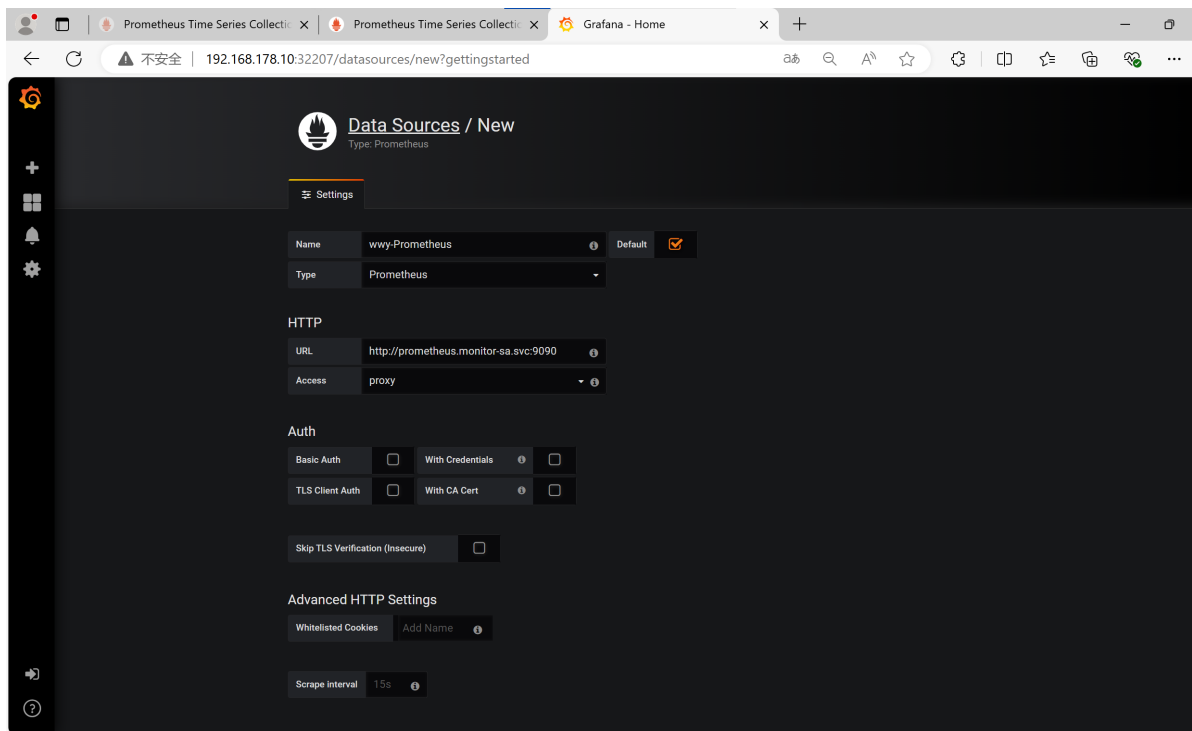 Prometheus Time Series Collectic Prometheus Time Series Collectic Grafana - Home
不安全 192.168.178.10:32207/datasources/new?gettingstarted
Data Sources / New
Type: Prometheus
Settings
Name wwy-Prometheus Default
Type Prometheus
HTTP
URL http://prometheus.monitor-sa.svc:9090
Access proxy
Auth
Basic Auth With Credentials
TLS Client Auth With CA Cert
Skip TLS Verification (Insecure)
Advanced HTTP Settings
Whitelisted Cookies Add Name
Scrape interval 15s